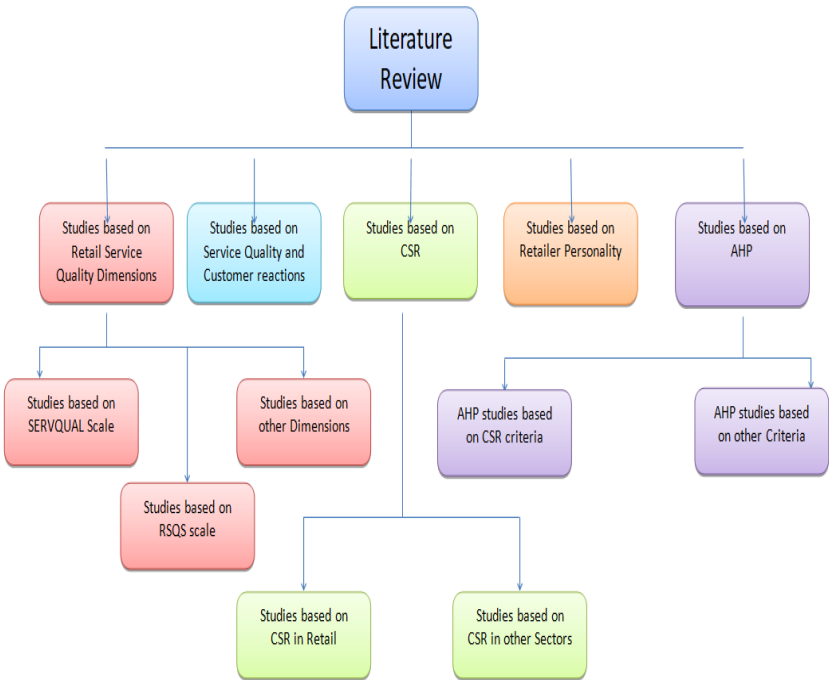 Literature
Review
Studies based on
Retail Service
Quality Dimensions
Studies based on
Service Quality and
Customer reactions
Studies based on
CSR
Studies based on
Retailer Personality
Studies based on
AHP
Studies based on
SERVQUAL Scale
Studies based on
other Dimensions
AHP studies based
on CSR criteria
AHP studies based
on other Criteria
Studies based on
RSQS scale
Studies based on
CSR in Retail
Studies based on
CSR in other Sectors